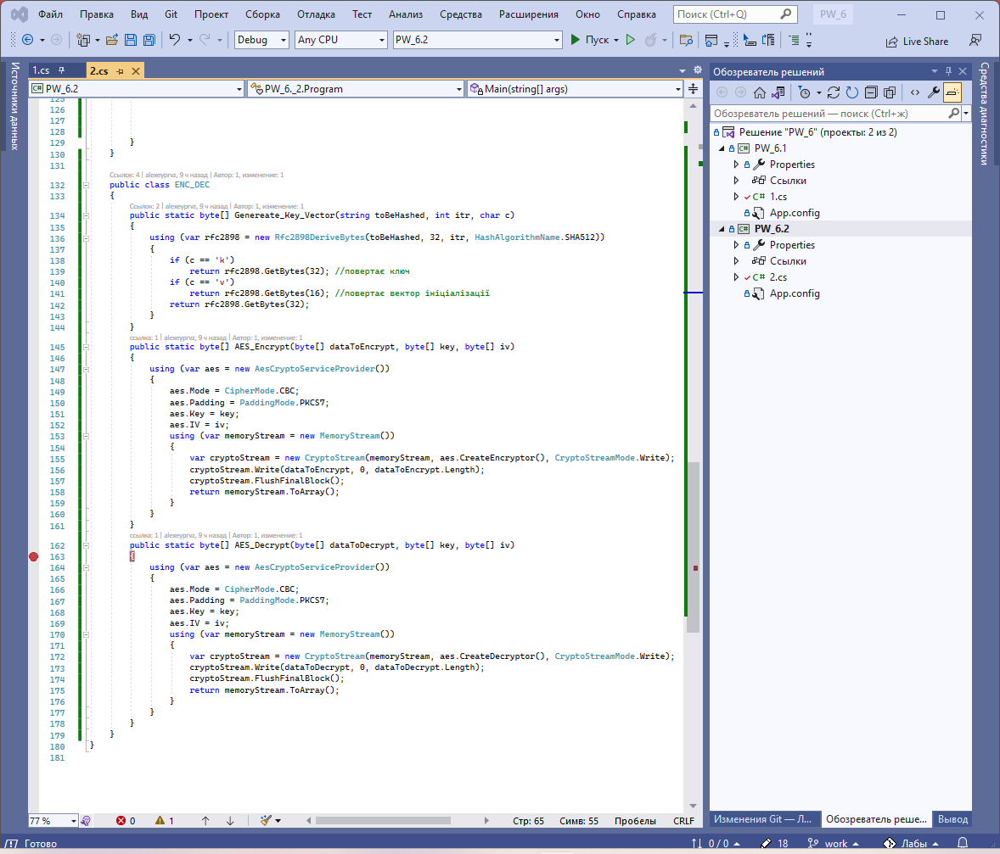 Файл Правка Вид Git Проект Сборка Отладка Тест Анализ Средства Расширения Окно Справка Поиск (Ctrl+Q) PW_6
Debug Any CPU PW_6.2 Пуск Live Share
Источники данных
1.cs 2.cs
PW_6.2 PW_6._2.Program Main(string[] args)
125
126
127
128
129 }
130 }
131
Ссылок: 4 | alexeyprvz, 9 ч назад | Автор: 1, изменение: 1
132 public class ENC_DEC
133 {
Ссылок: 2 | alexeyprvz, 9 ч назад | Автор: 1, изменение: 1
134 public static byte[] Genereate_Key_Vector(string toBeHashed, int itr, char c)
135 {
136 using (var rfc2898 = new Rfc2898DeriveBytes(toBeHashed, 32, itr, HashAlgorithmName.SHA512))
137 {
138 if (c == 'k')
139 return rfc2898.GetBytes(32); //повертає ключ
140 if (c == 'v')
141 return rfc2898.GetBytes(16); //повертає вектор ініціалізації
142 return rfc2898.GetBytes(32);
143 }
144 }
ссылка: 1 | alexeyprvz, 9 ч назад | Автор: 1, изменение: 1
145 public static byte[] AES_Encrypt(byte[] dataToEncrypt, byte[] key, byte[] iv)
146 {
147 using (var aes = new AesCryptoServiceProvider())
148 {
149 aes.Mode = CipherMode.CBC;
150 aes.Padding = PaddingMode.PKCS7;
151 aes.Key = key;
152 aes.IV = iv;
153 using (var memoryStream = new MemoryStream())
154 {
155 var cryptoStream = new CryptoStream(memoryStream, aes.CreateEncryptor(), CryptoStreamMode.Write);
156 cryptoStream.Write(dataToEncrypt, 0, dataToEncrypt.Length);
157 cryptoStream.FlushFinalBlock();
158 return memoryStream.ToArray();
159 }
160 }
161 }
ссылка: 1 | alexeyprvz, 9 ч назад | Автор: 1, изменение: 1
162 public static byte[] AES_Decrypt(byte[] dataToDecrypt, byte[] key, byte[] iv)
163 {
164 using (var aes = new AesCryptoServiceProvider())
165 {
166 aes.Mode = CipherMode.CBC;
167 aes.Padding = PaddingMode.PKCS7;
168 aes.Key = key;
169 aes.IV = iv;
170 using (var memoryStream = new MemoryStream())
171 {
172 var cryptoStream = new CryptoStream(memoryStream, aes.CreateDecryptor(), CryptoStreamMode.Write);
173 cryptoStream.Write(dataToDecrypt, 0, dataToDecrypt.Length);
174 cryptoStream.FlushFinalBlock();
175 return memoryStream.ToArray();
176 }
177 }
178 }
179 }
180 }
181
77 % 0 1 Стр: 65 Симв: 55 Пробелы CRLF
Обозреватель решений
Обозреватель решений — поиск (Ctrl+ж)
Решение "PW_6" (проекты: 2 из 2)
C# PW_6.1
Properties
Ссылки
C# 1.cs
App.config
C# PW_6.2
Properties
Ссылки
C# 2.cs
App.config
Изменения Git — Л... Обозреватель реше... Вывод
Средства диагностики
Готово 0 / 0 18 work Лабы